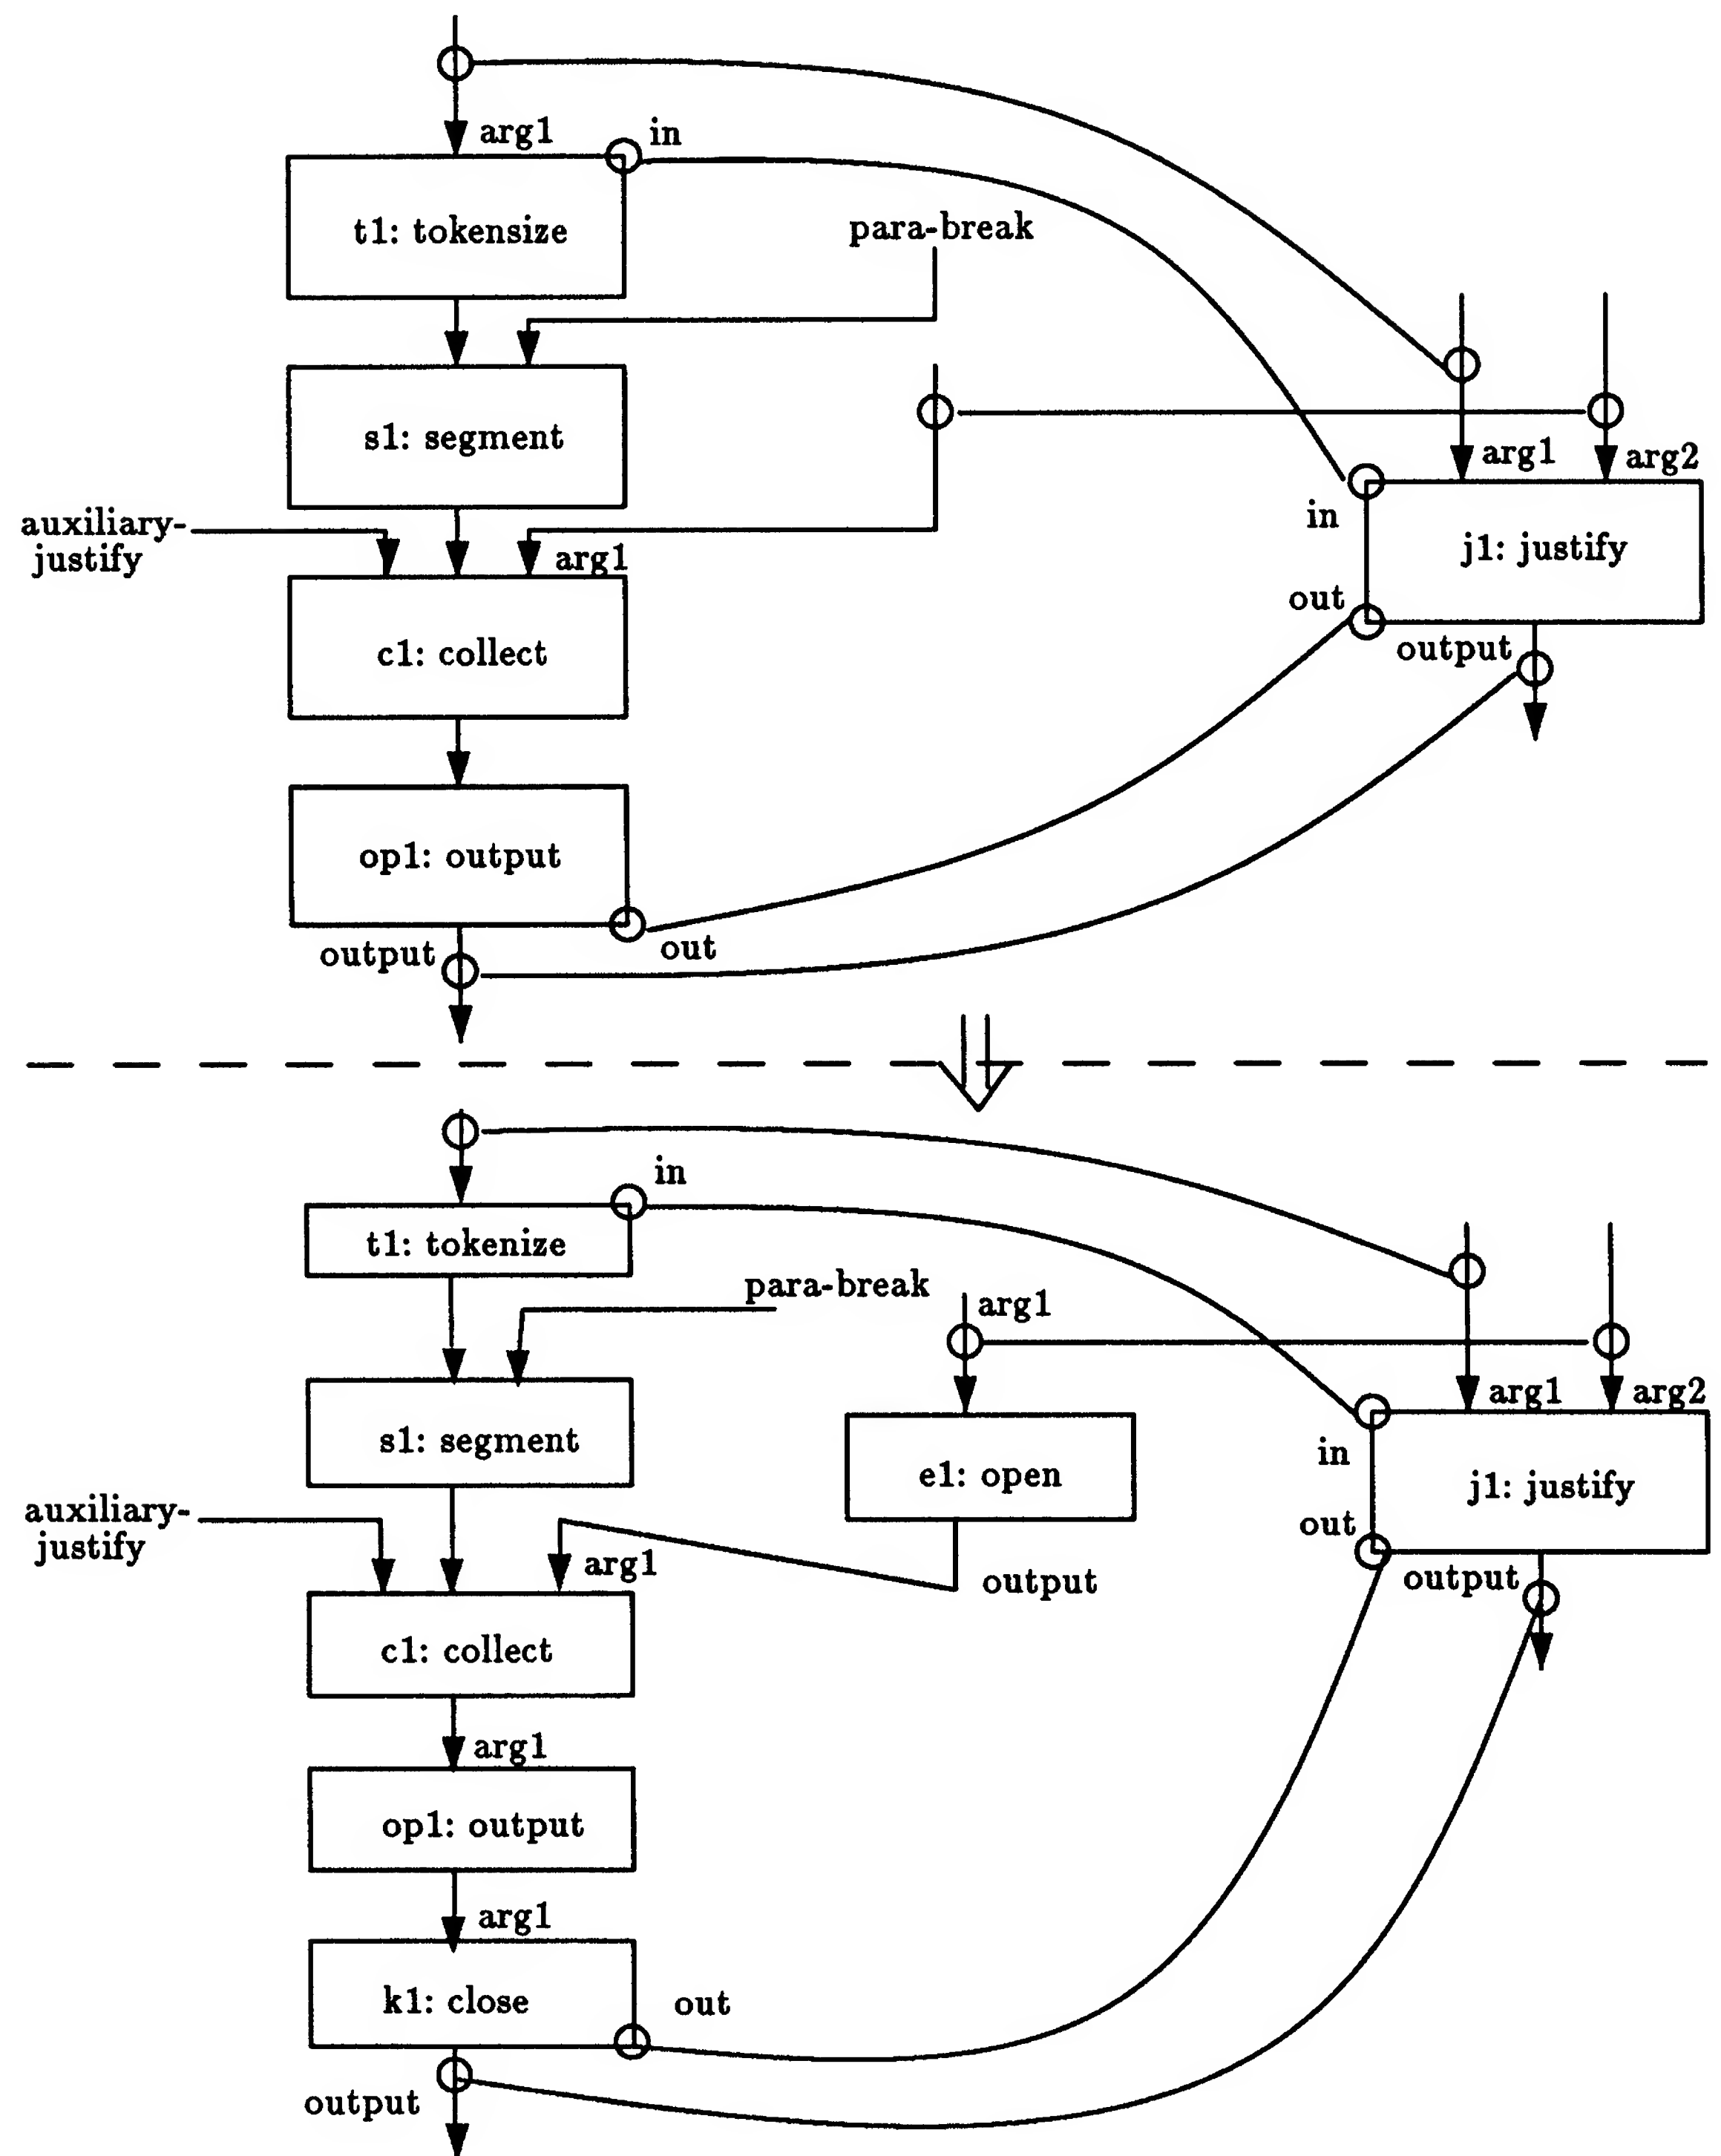 arg1
in
t1: tokensize
para-break
s1: segment
arg1
arg2
in
j1: justify
auxiliary-
justify
arg1
out
c1: collect
output
op1: output
output
out
in
t1: tokenize
para-break
arg1
arg1
arg2
s1: segment
in
e1: open
j1: justify
auxiliary-
justify
out
arg1
output
output
c1: collect
arg1
op1: output
arg1
k1: close
out
output